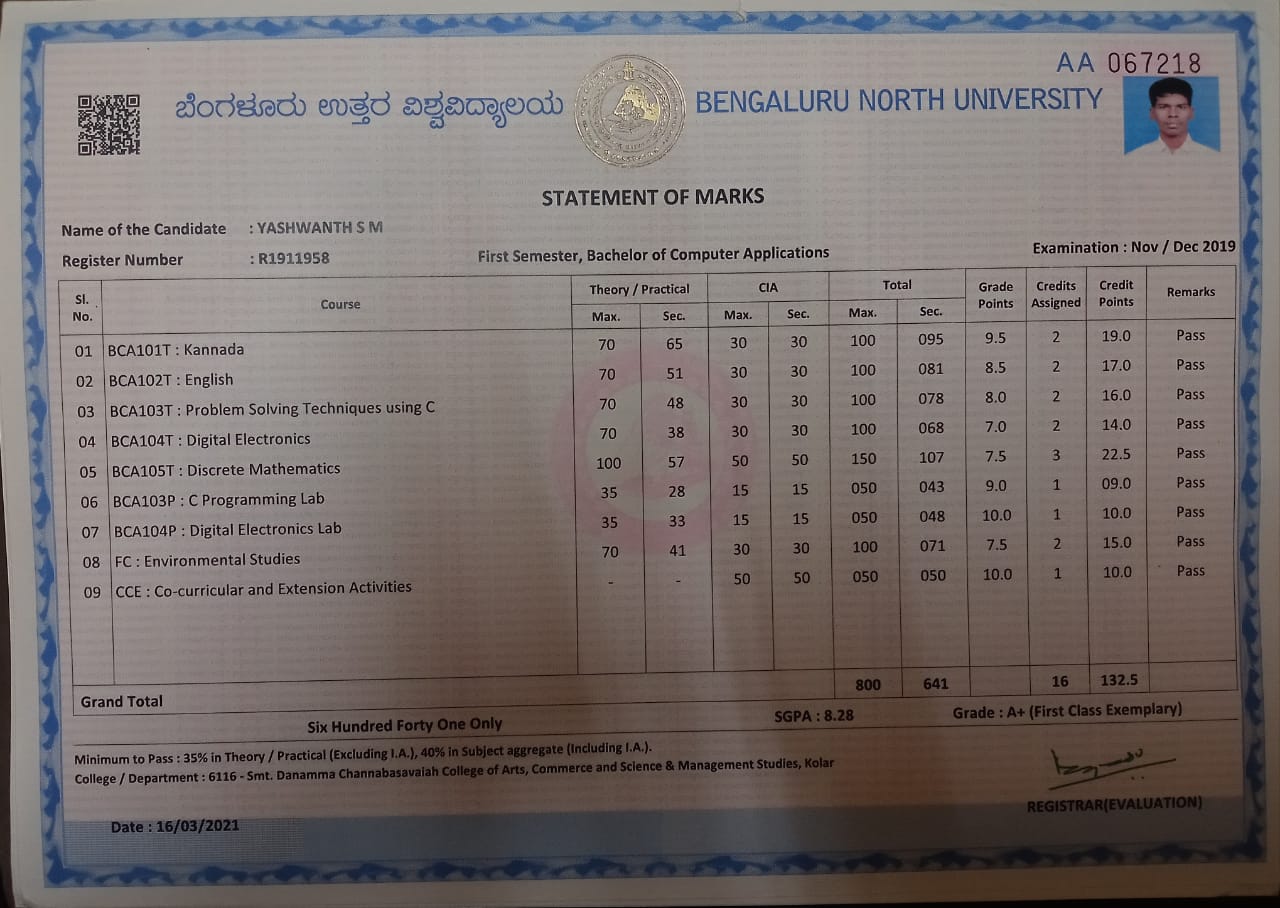 AA 067218
ಬೆಂಗಳೂರು ಉತ್ತರ ವಿಶ್ವವಿದ್ಯಾಲಯ BENGALURU NORTH UNIVERSITY
STATEMENT OF MARKS
Name of the Candidate : YASHWANTH S M
Register Number : R1911958 First Semester, Bachelor of Computer Applications Examination : Nov / Dec 2019
Sl. No. Course Theory / Practical CIA Total Grade Points Credits Assigned Credit Points Remarks
Max. Sec. Max. Sec. Max. Sec.
01 BCA101T : Kannada 70 65 30 30 100 095 9.5 2 19.0 Pass
02 BCA102T : English 70 51 30 30 100 081 8.5 2 17.0 Pass
03 BCA103T : Problem Solving Techniques using C 70 48 30 30 100 078 8.0 2 16.0 Pass
04 BCA104T : Digital Electronics 70 38 30 30 100 068 7.0 2 14.0 Pass
05 BCA105T : Discrete Mathematics 100 57 50 50 150 107 7.5 3 22.5 Pass
06 BCA103P : C Programming Lab 35 28 15 15 050 043 9.0 1 09.0 Pass
07 BCA104P : Digital Electronics Lab 35 33 15 15 050 048 10.0 1 10.0 Pass
08 FC : Environmental Studies 70 41 30 30 100 071 7.5 2 15.0 Pass
09 CCE : Co-curricular and Extension Activities - - 50 50 050 050 10.0 1 10.0 Pass
Grand Total 800 641 16 132.5
Six Hundred Forty One Only SGPA : 8.28 Grade : A+ (First Class Exemplary)
Minimum to Pass : 35% in Theory / Practical (Excluding I.A.), 40% in Subject aggregate (Including I.A.).
College / Department : 6116 - Smt. Danamma Channabasavaiah College of Arts, Commerce and Science & Management Studies, Kolar
REGISTRAR(EVALUATION)
Date : 16/03/2021